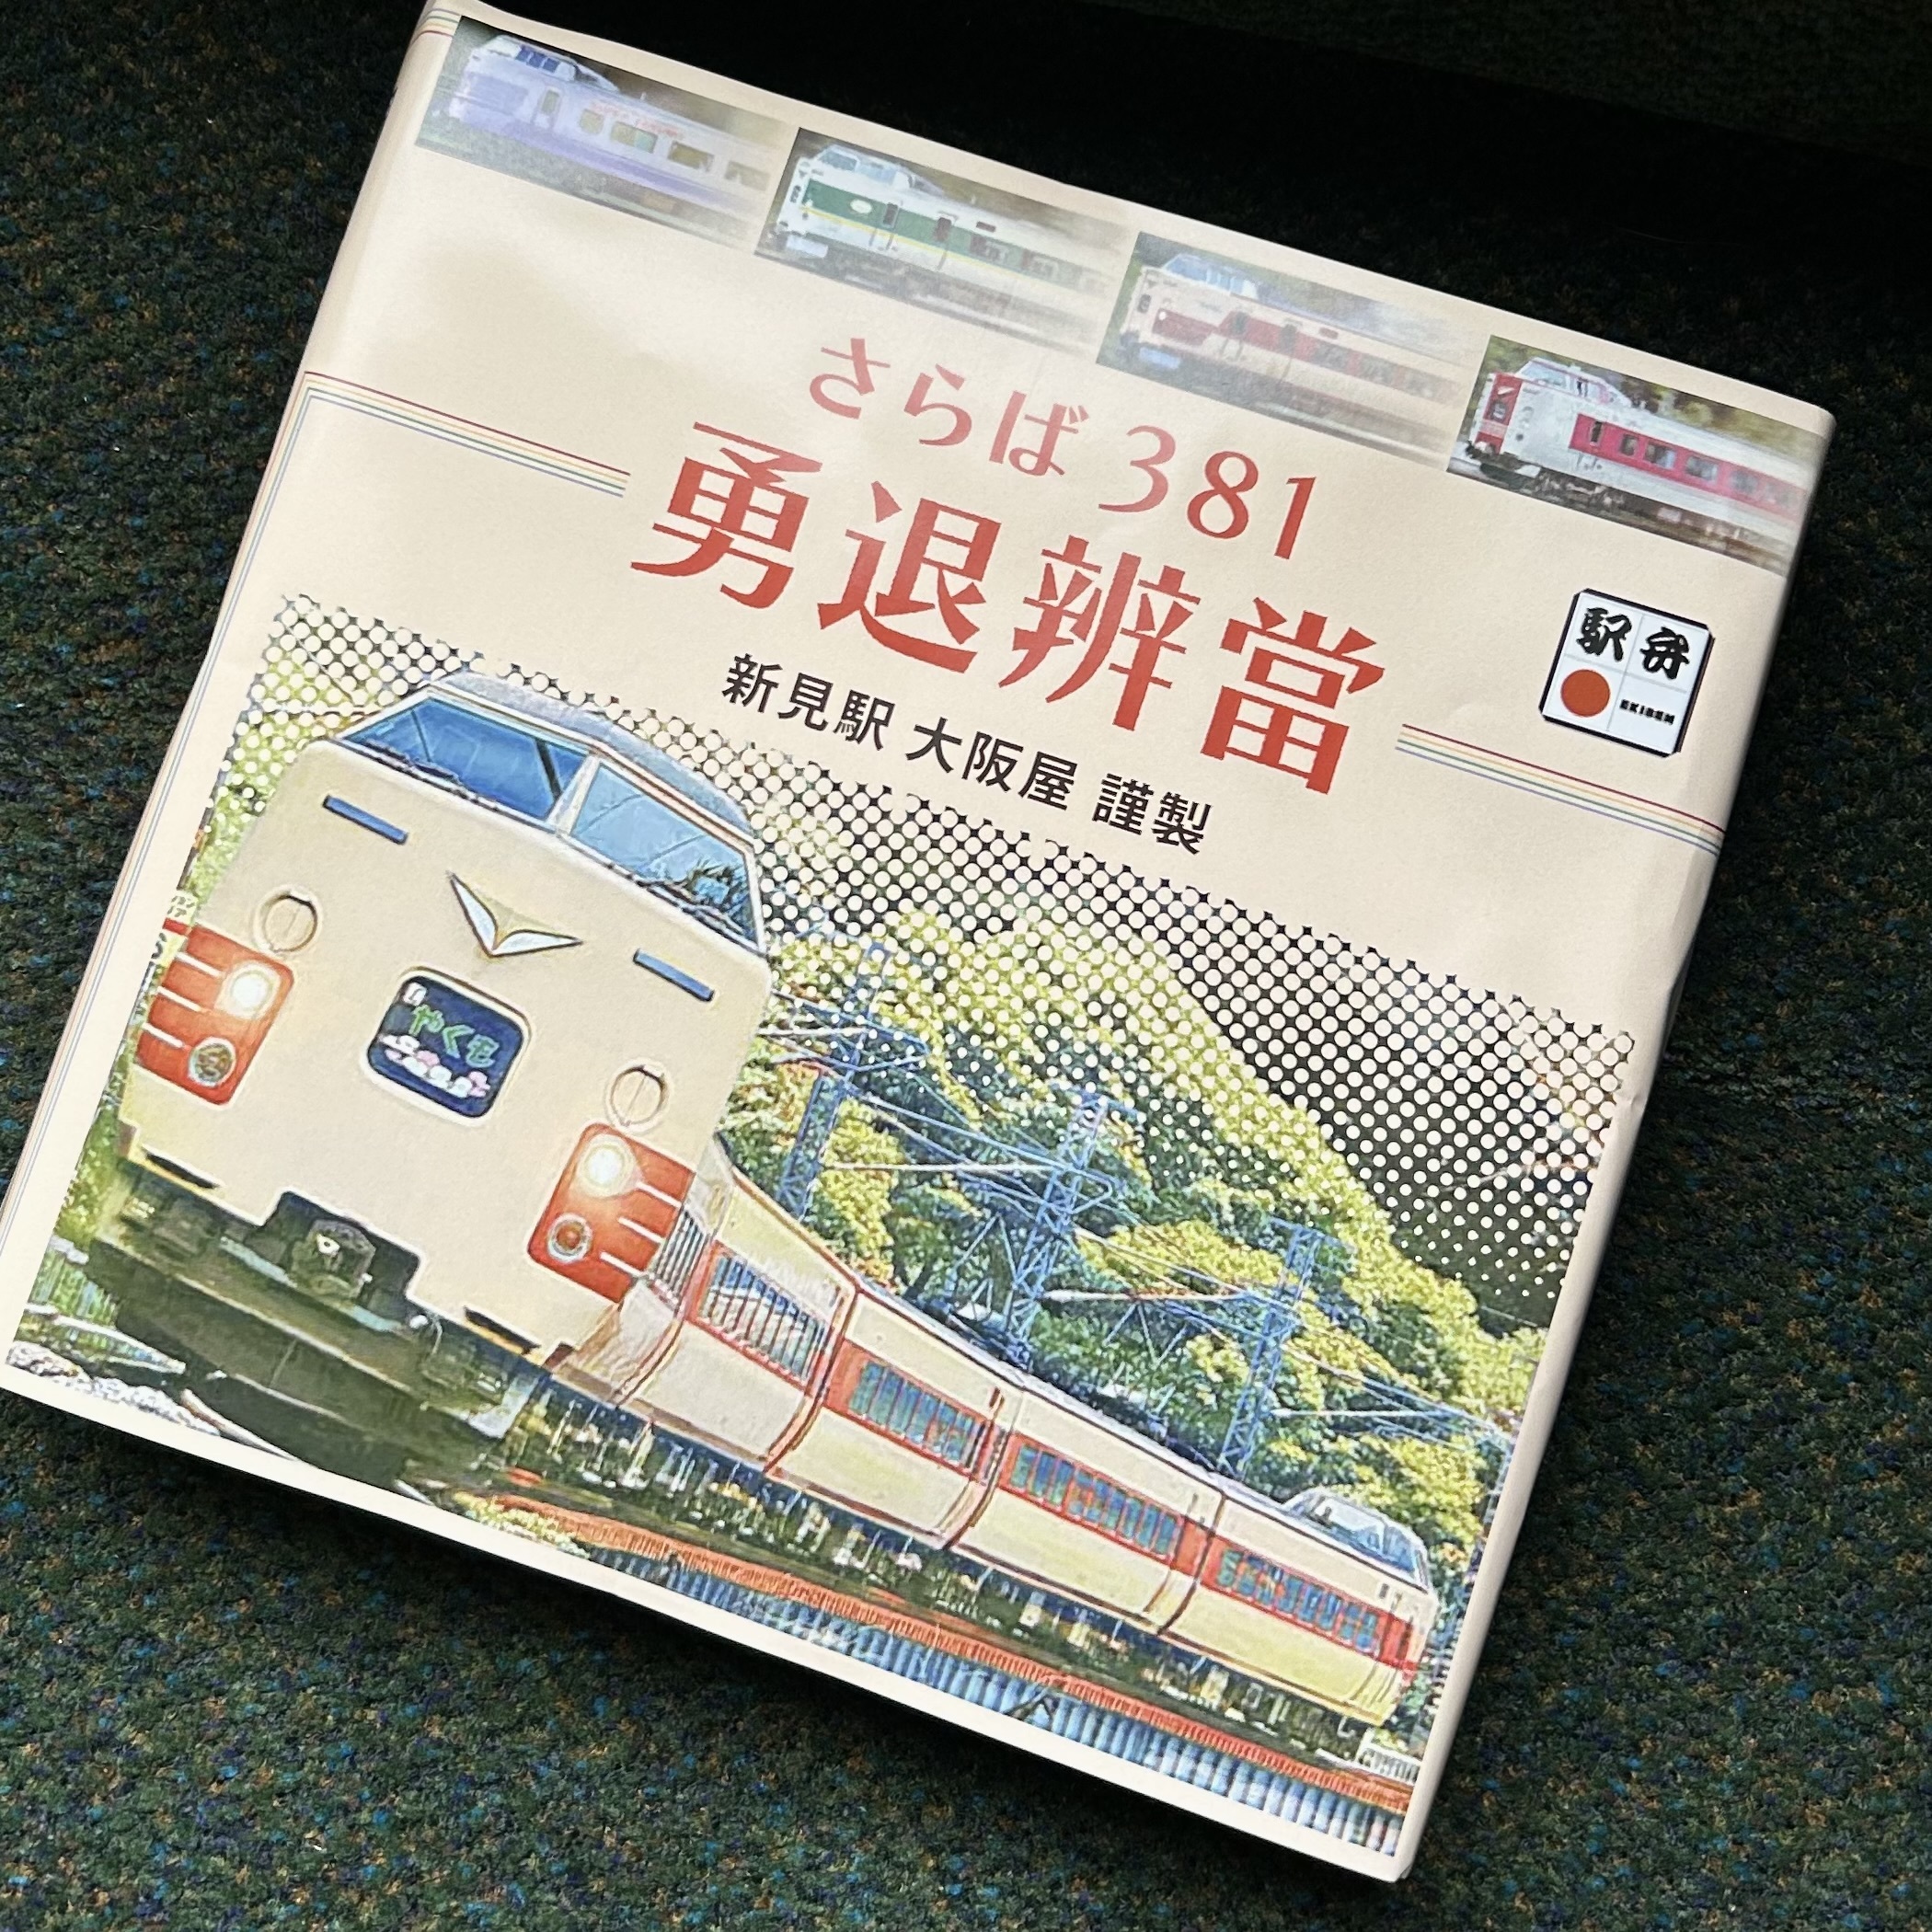 さらば 381
勇退辨當
新見駅 大阪屋 謹製
駅弁
EKIBEN
やくも